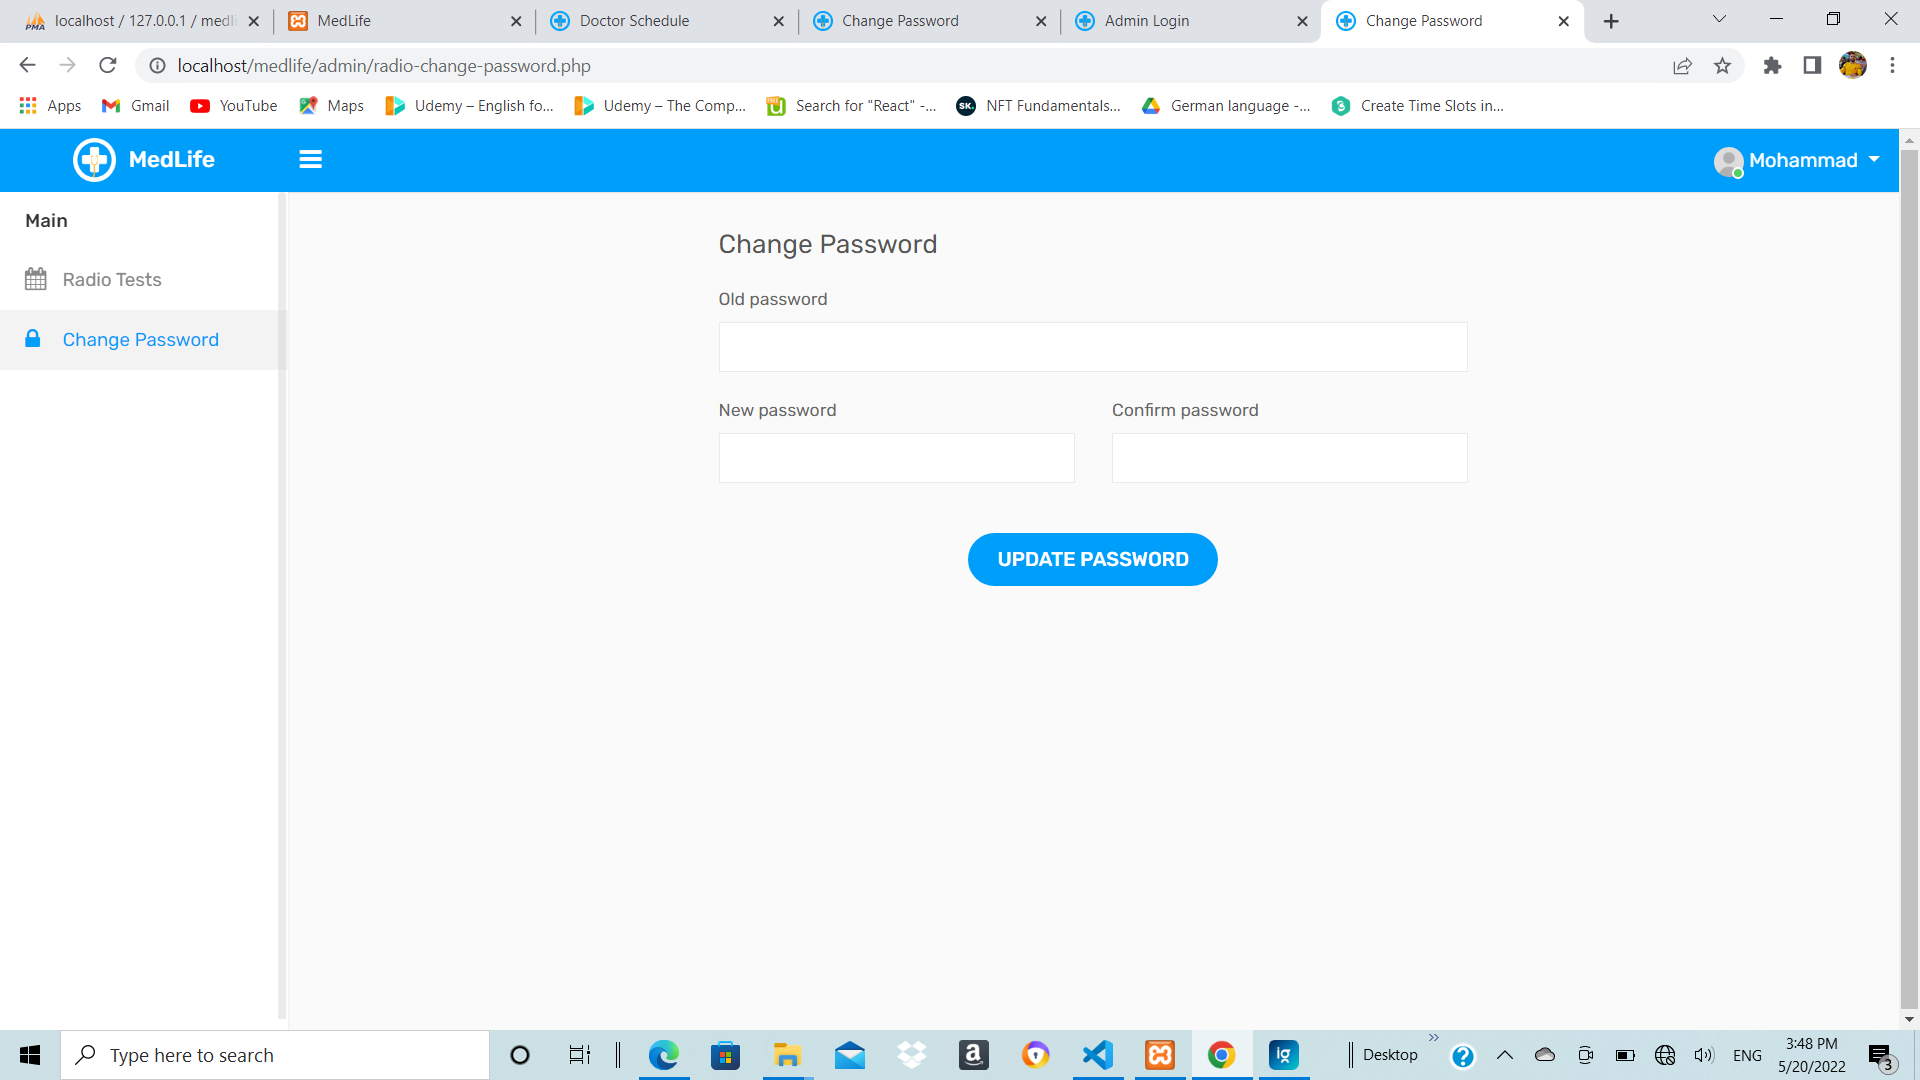 localhost / 127.0.0.1 / medli
MedLife
Doctor Schedule
Change Password
Admin Login
Change Password
localhost/medlife/admin/radio-change-password.php
Apps
Gmail
YouTube
Maps
Udemy – English fo...
Udemy – The Comp...
Search for "React" -...
NFT Fundamentals...
German language -...
Create Time Slots in...
MedLife
Mohammad
Main
Radio Tests
Change Password
Change Password
Old password
New password
Confirm password
UPDATE PASSWORD
Type here to search
Desktop
ENG
3:48 PM
5/20/2022
3